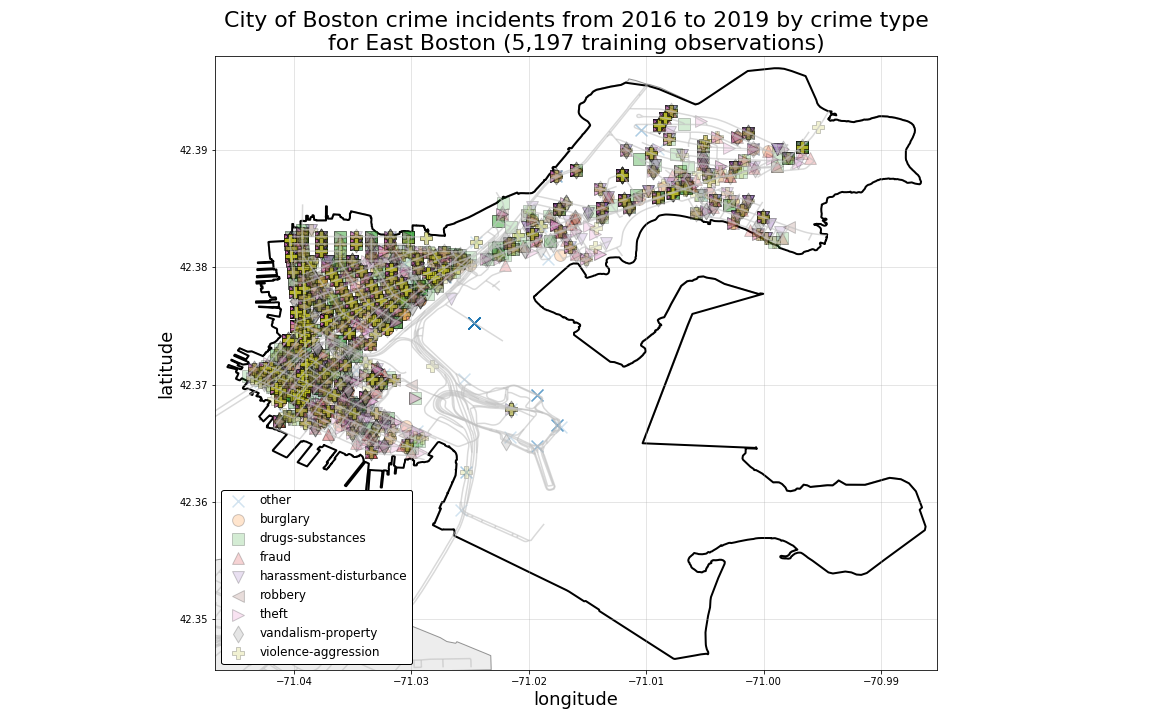 City of Boston crime incidents from 2016 to 2019 by crime type
for East Boston (5,197 training observations)
latitude
42.39
42.38
42.37
42.36
42.35
other
burglary
drugs-substances
fraud
harassment-disturbance
robbery
theft
vandalism-property
violence-aggression
−71.04
−71.03
−71.02
−71.01
−71.00
−70.99
longitude